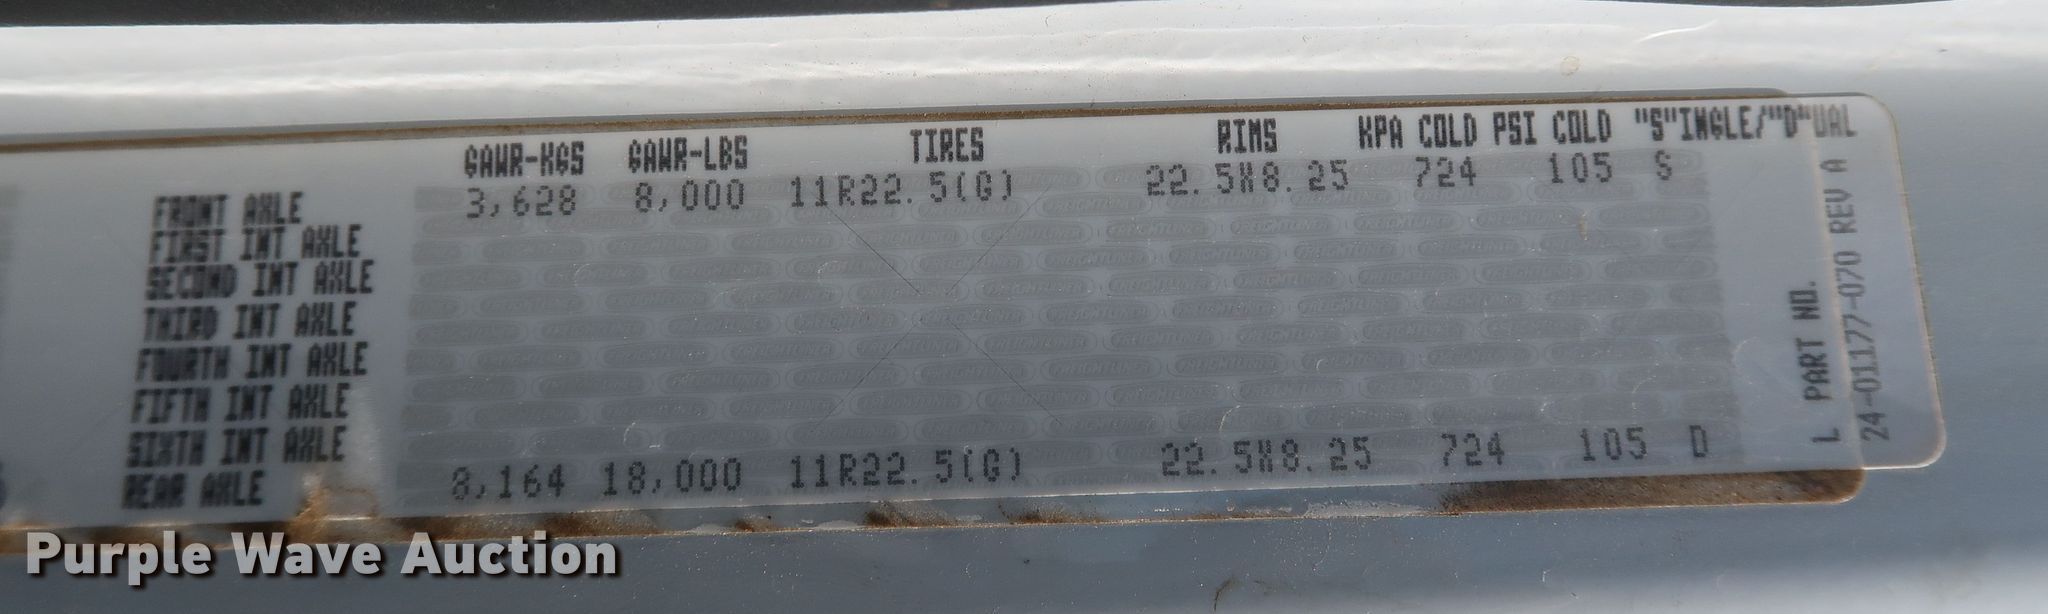 GAWR-KGS GAWR-LBS TIRES RIMS KPA COLD PSI COLD "S"INGLE/"D"UAL
FRONT AXLE 3,628 8,000 11R22.5(G) 22.5X8.25 724 105 S
FIRST INT AXLE
SECOND INT AXLE
THIRD INT AXLE
FOURTH INT AXLE
FIFTH INT AXLE
SIXTH INT AXLE
REAR AXLE 8,164 18,000 11R22.5(G) 22.5X8.25 724 105 D
L PART NO.
24-01177-070 REV A
Purple Wave Auction